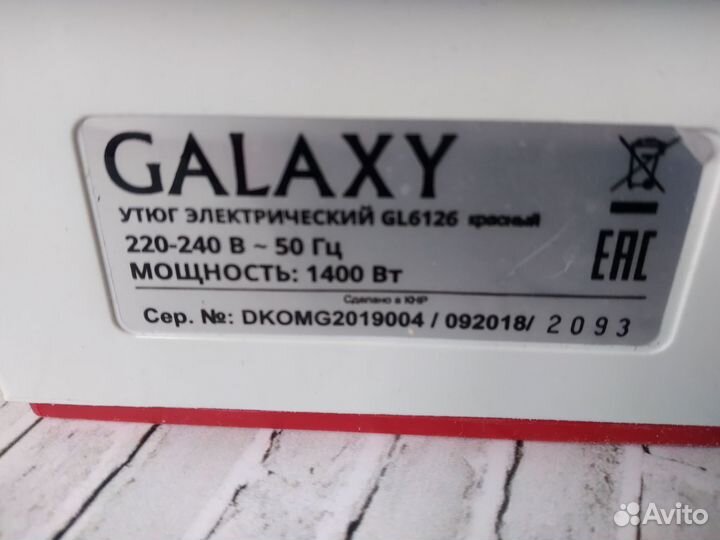 GALAXY
УТЮГ ЭЛЕКТРИЧЕСКИЙ GL6126 красный
220-240 В ~ 50 Гц
МОЩНОСТЬ: 1400 Вт
EAC
Сделано в КНР
Сер. №: DKOMG2019004 / 092018/ 2093
Avito